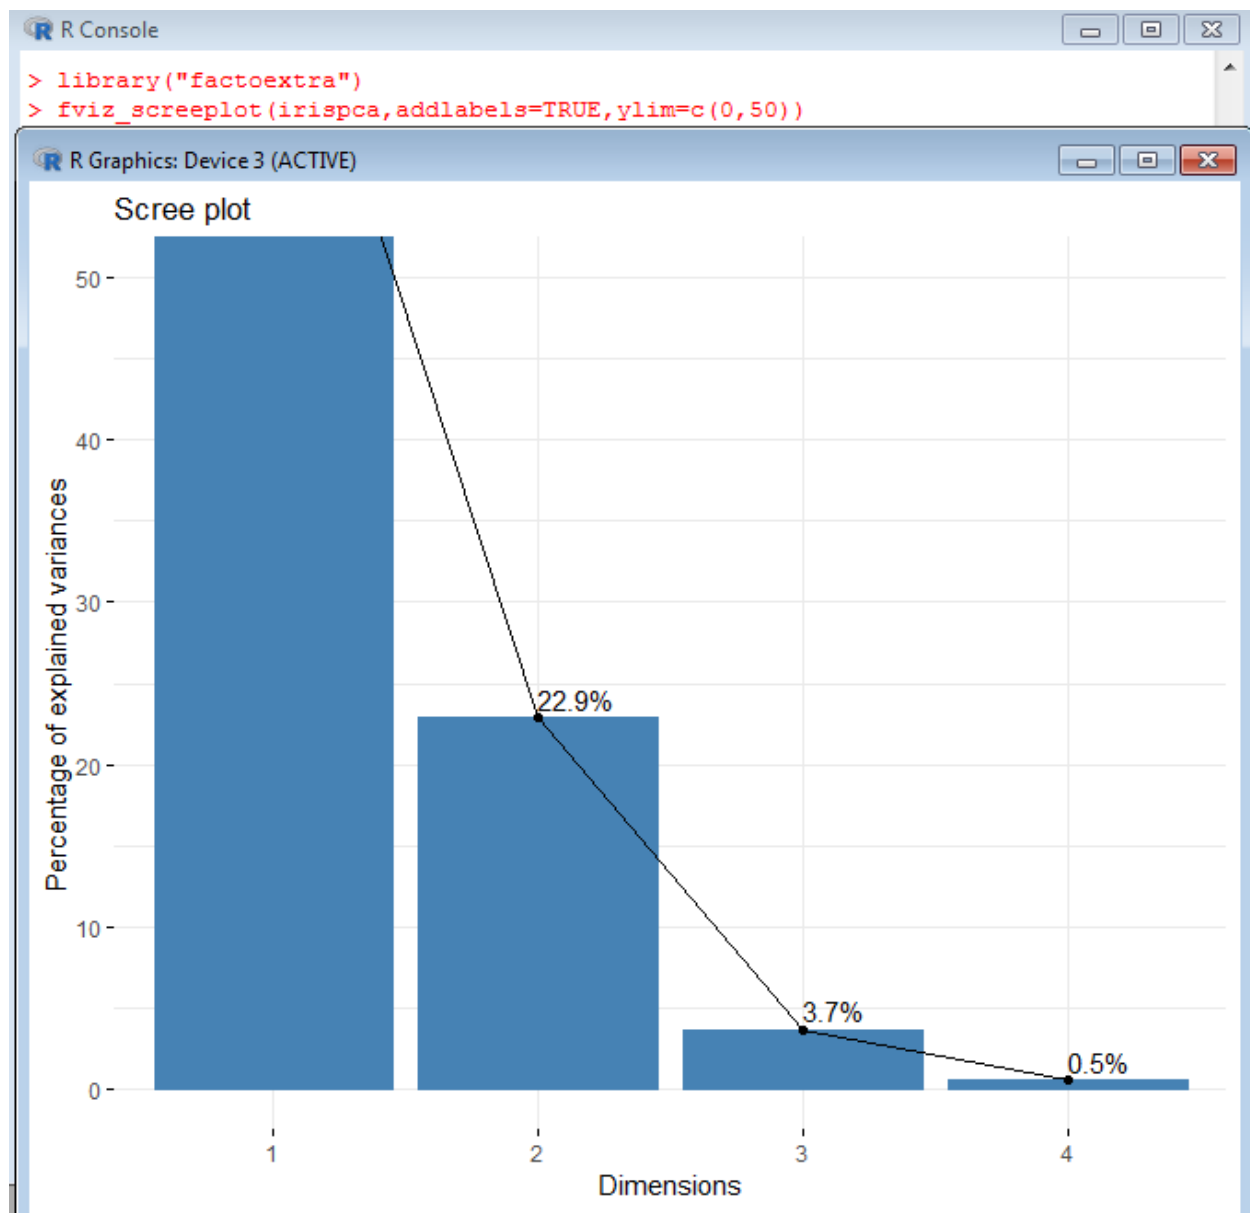 R Console
> library("factoextra")
> fviz_screeplot(irispca,addlabels=TRUE,ylim=c(0,50))
R Graphics: Device 3 (ACTIVE)
Scree plot
Percentage of explained variances
50
40
30
20
10
0
22.9%
3.7%
0.5%
1 2 3 4
Dimensions